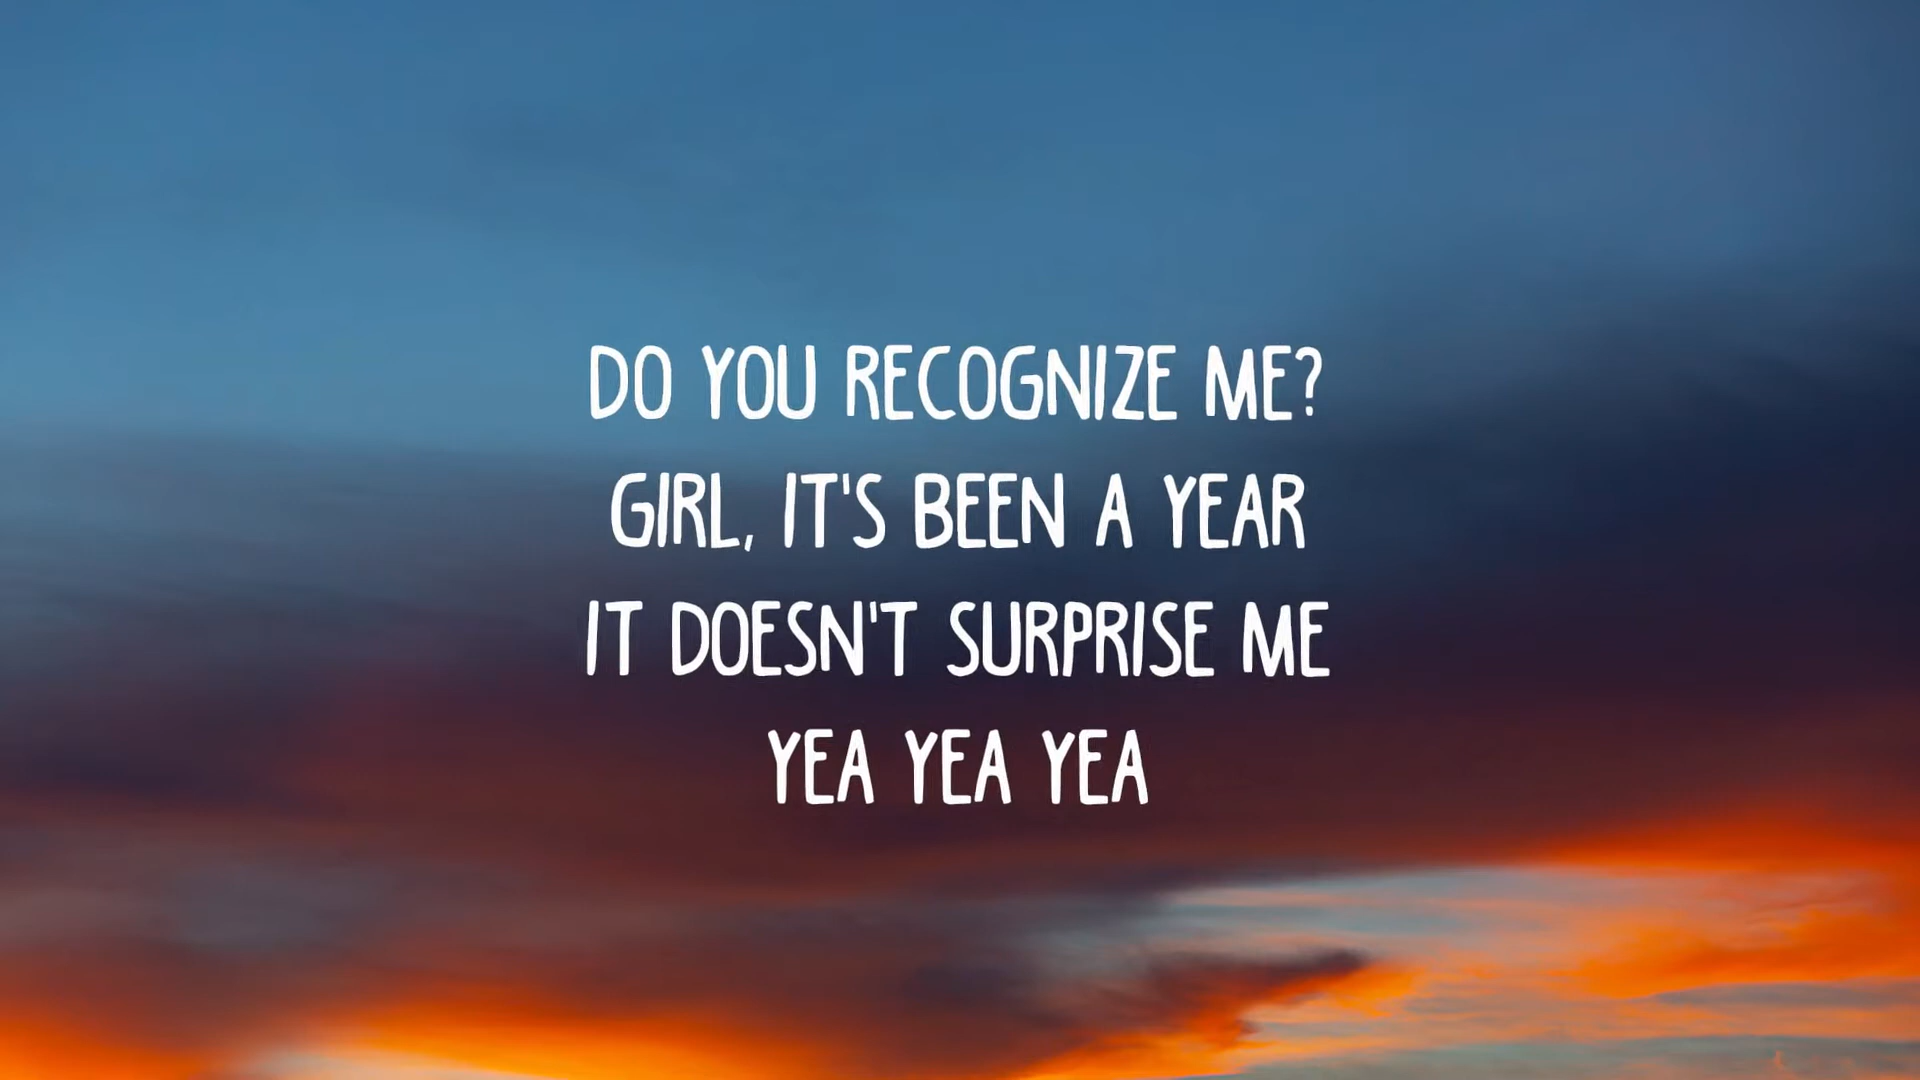 DO YOU RECOGNIZE ME?
GIRL, IT'S BEEN A YEAR
IT DOESN'T SURPRISE ME
YEA YEA YEA